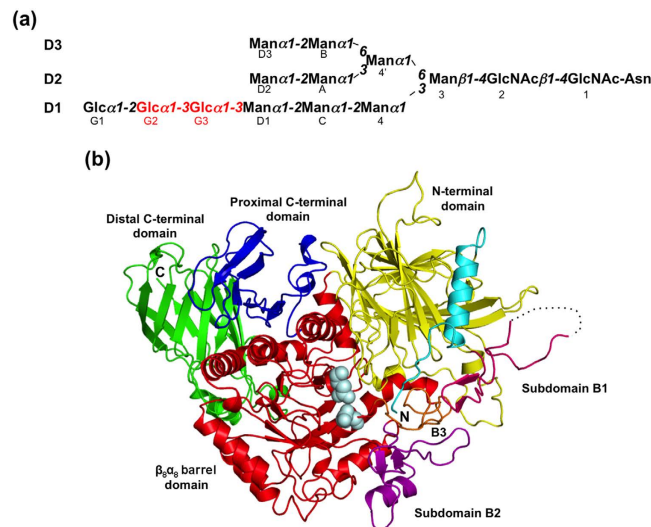 (a)
D3 Manα1-2Manα1 6
D3 B Manα1 6
D2 Manα1-2Manα1 3 4' Manβ1-4GlcNAcβ1-4GlcNAc-Asn
D2 A 3 3 2 1
D1 Glcα1-2Glcα1-3Glcα1-3Manα1-2Manα1-2Manα1
G1 G2 G3 D1 C 4
(b)
N-terminal
domain
Proximal C-terminal
domain
Distal C-terminal
domain
C
Subdomain B1
N
B3
β8α8 barrel
domain
Subdomain B2